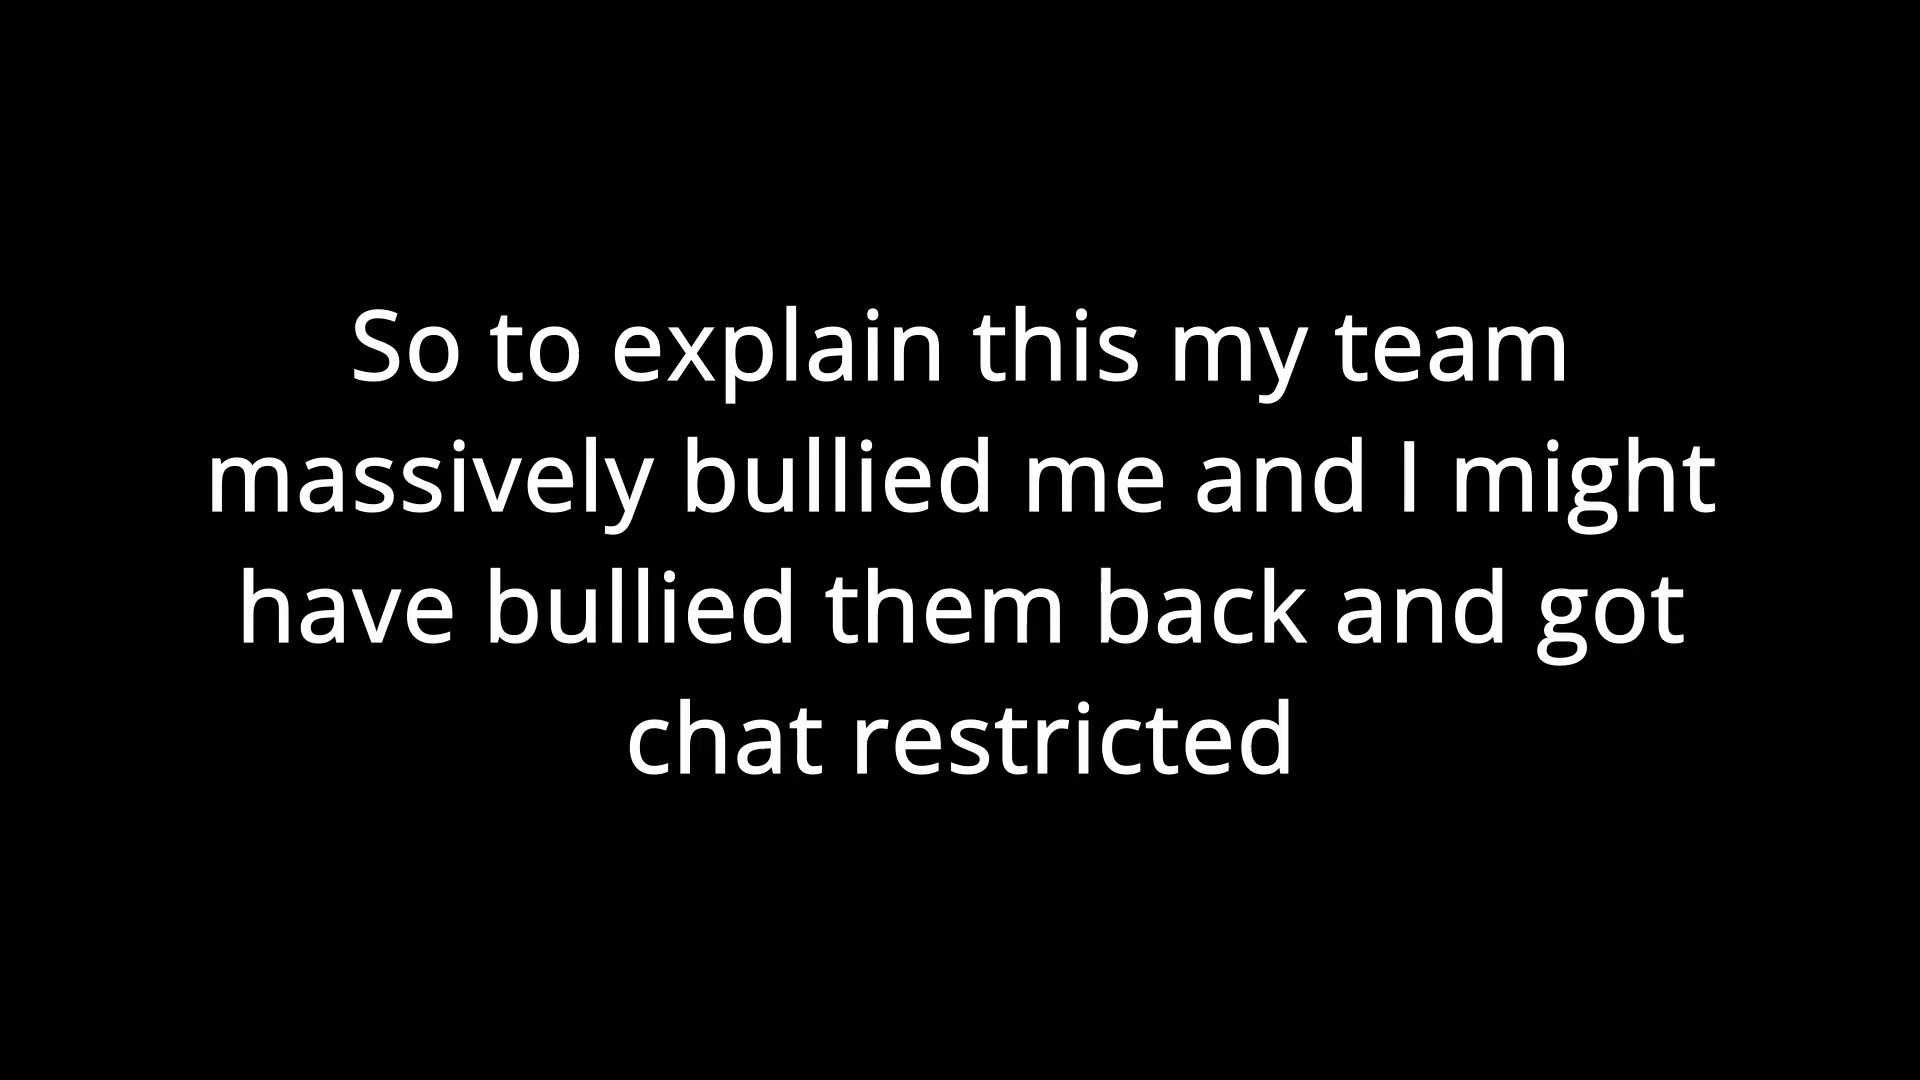 So to explain this my team
massively bullied me and I might
have bullied them back and got
chat restricted